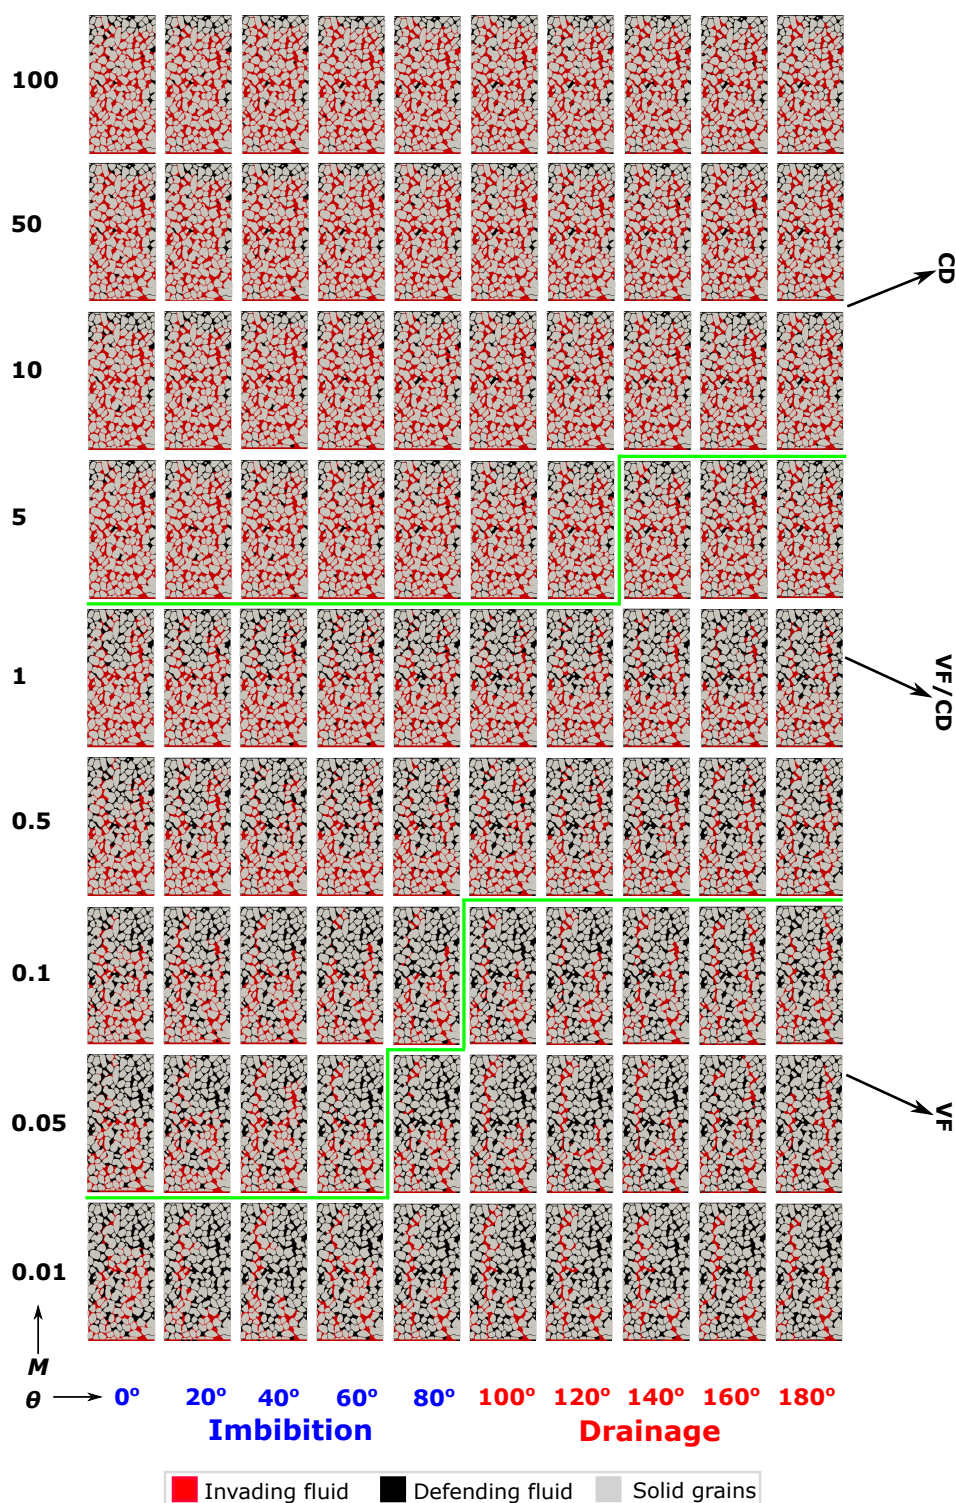 100
50
CD
10
5
1
VF/CD
0.5
0.1
0.05
VF
0.01
M
θ
0° 20° 40° 60° 80° 100° 120° 140° 160° 180°
Imbibition Drainage
Invading fluid Defending fluid Solid grains